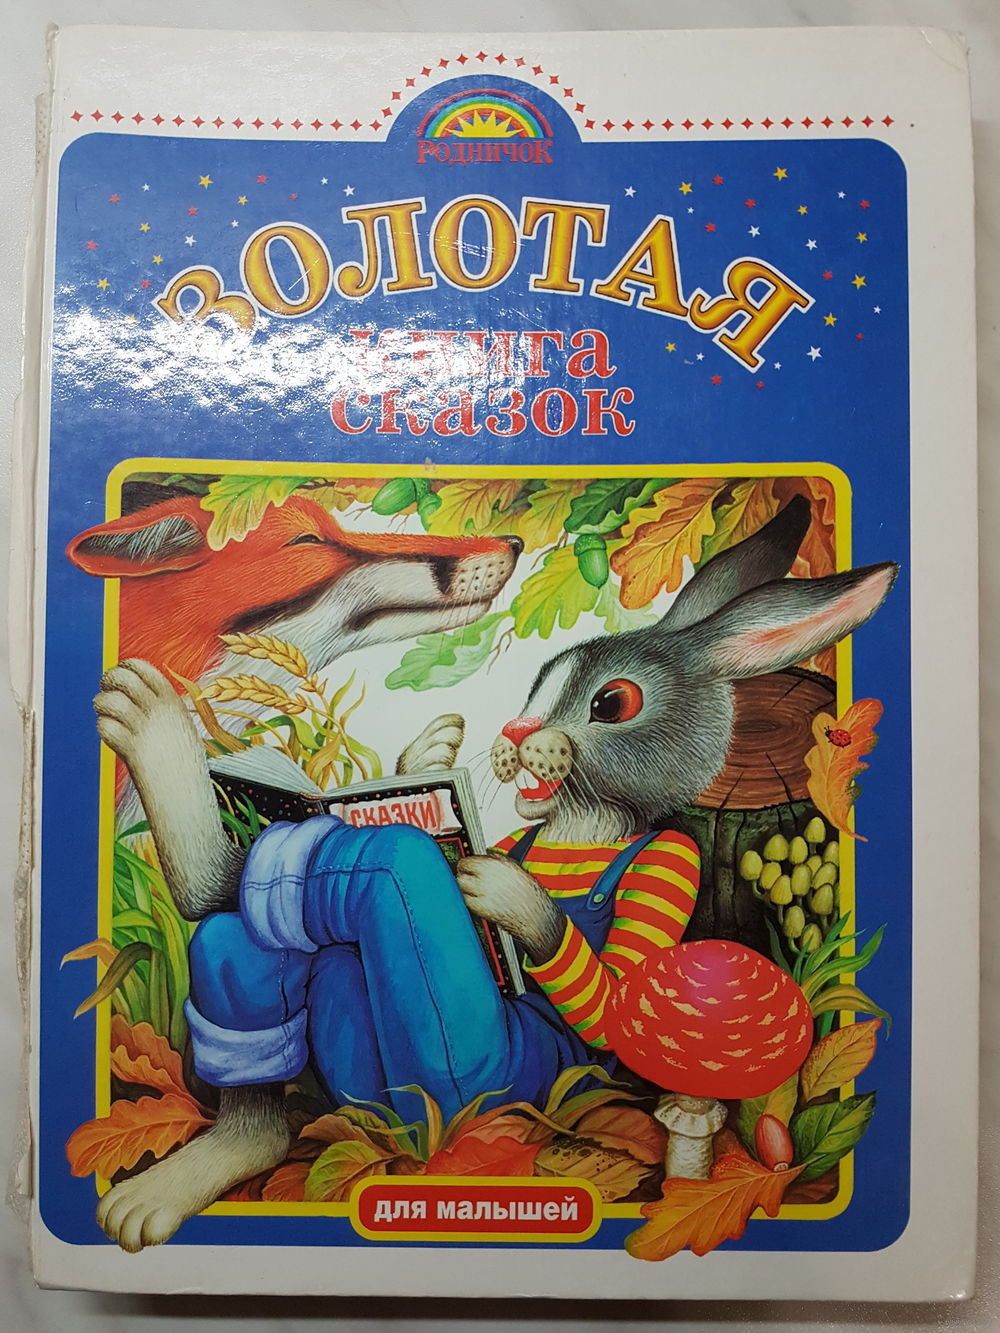 РОДНИЧОК
ЗОЛОТАЯ
книга
сказок
СКАЗКИ
для малышей